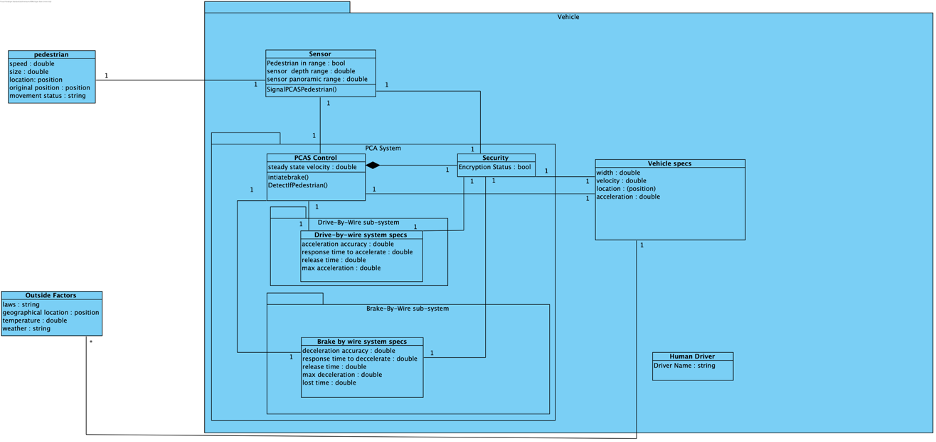 Vehicle
pedestrian
speed : double
size : double
location: position
original position : position
movement status : string
1
1
Sensor
Pedestrian in range : bool
sensor depth range : double
sensor panoramic range : double
SignalPCASPedestrian()
1
1
1
1
PCA System
PCAS Control
steady state velocity : double
intiatebrake()
DetectIfPedestrian()
1
1
1
Security
Encryption Status : bool
1
1
1
1
1
1
Vehicle specs
width : double
velocity : double
location : (position)
acceleration : double
1
Drive-By-Wire sub-system
1
1
Drive-by-wire system specs
acceleration accuracy : double
response time to accelerate : double
release time : double
max acceleration : double
Brake-By-Wire sub-system
Brake by wire system specs
deceleration accuracy : double
response time to deccelerate : double
release time : double
max deceleration : double
lost time : double
1
1
Outside Factors
laws : string
geographical location : position
temperature : double
weather : string
*
Human Driver
Driver Name : string